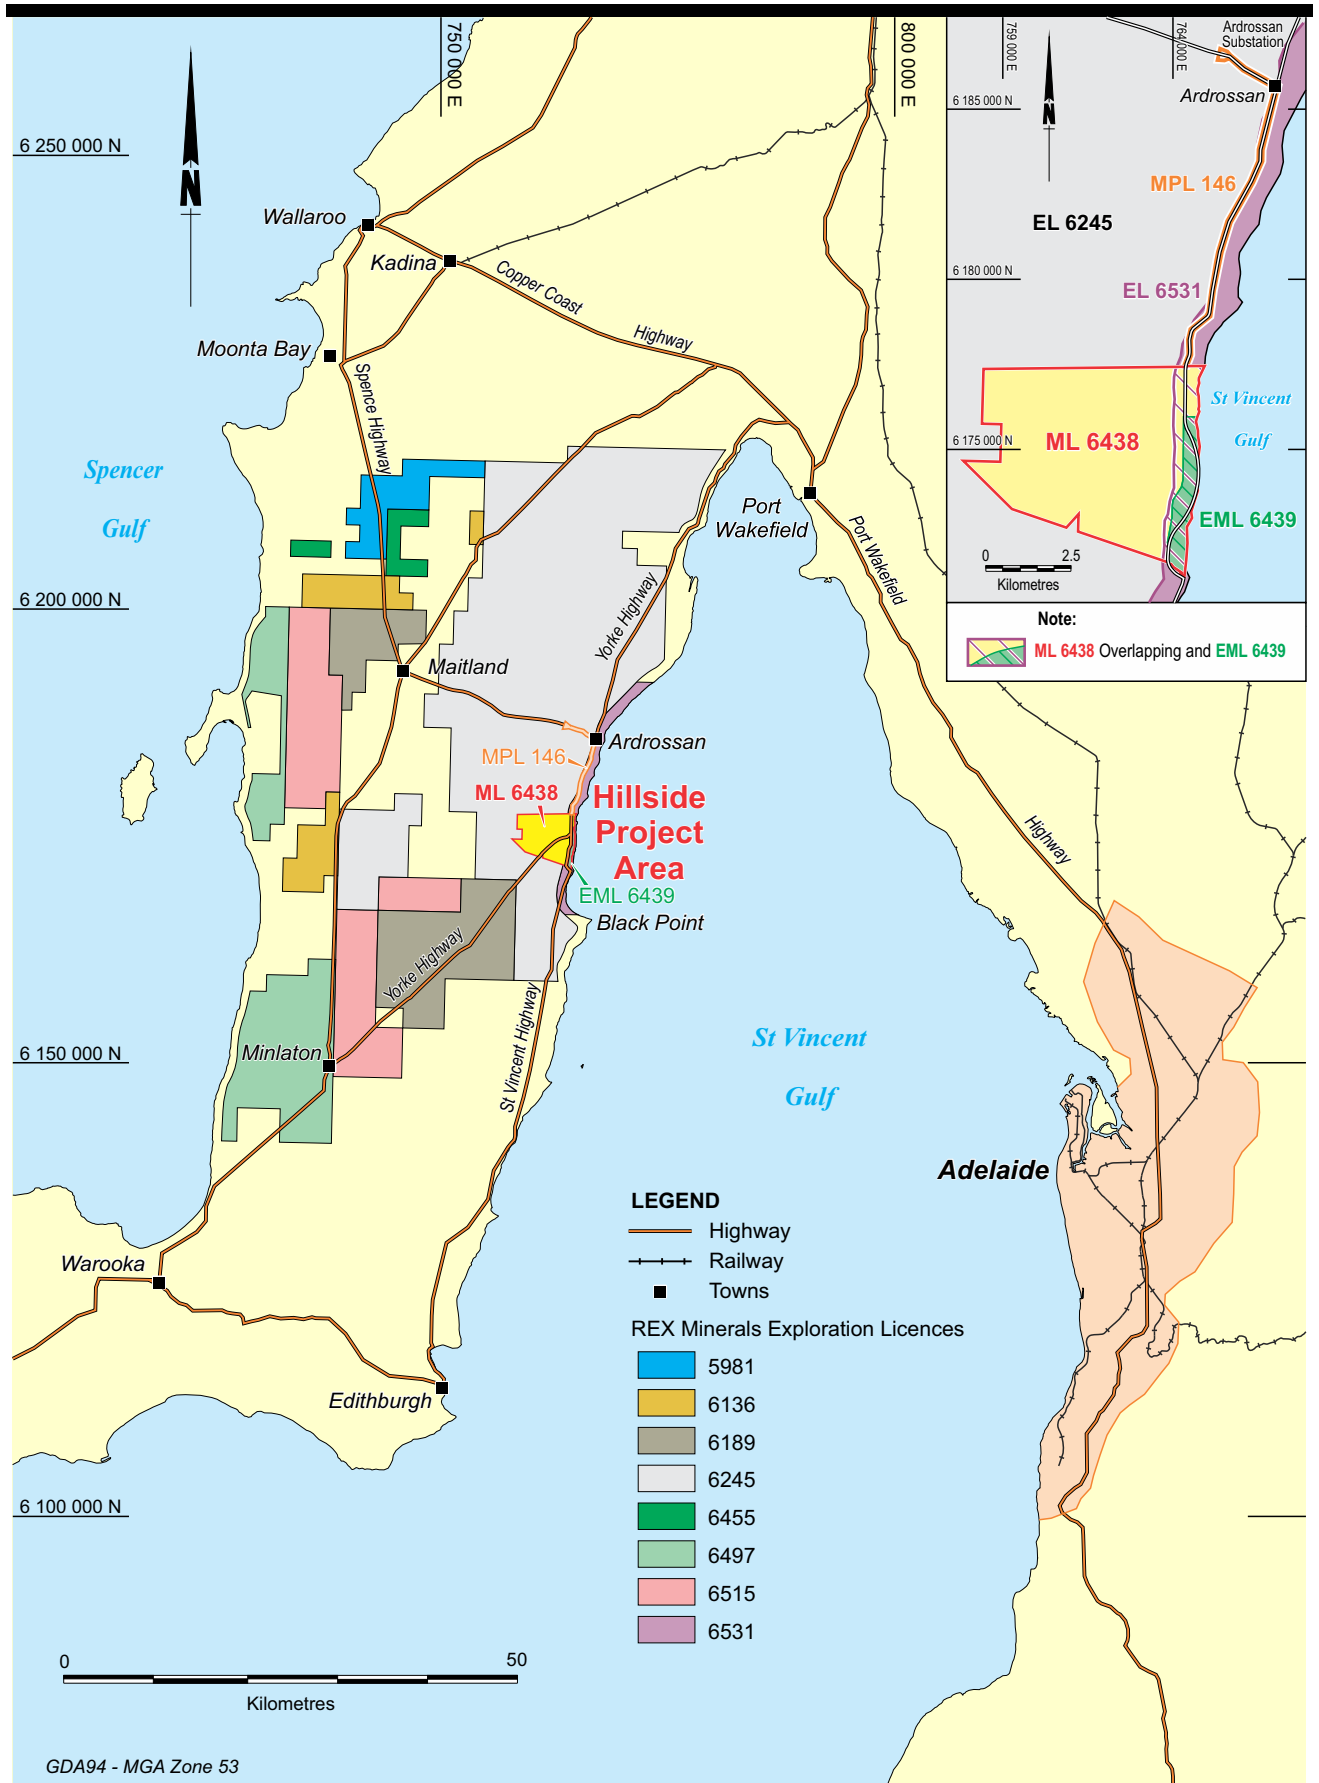 750 000 E
800 000 E
6 250 000 N
6 200 000 N
6 150 000 N
6 100 000 N
N
Wallaroo
Kadina
Copper Coast
Highway
Moonta Bay
Spence Highway
Spencer
Gulf
Port
Wakefield
Port Wakefield
Highway
Yorke Highway
Maitland
Ardrossan
MPL 146
ML 6438
Hillside
Project
Area
EML 6439
Black Point
Yorke Highway
St Vincent Highway
Minlaton
St Vincent
Gulf
Adelaide
Warooka
Edithburgh
759 000 E
764 000 E
Ardrossan
Substation
Ardrossan
N
6 185 000 N
MPL 146
EL 6245
6 180 000 N
EL 6531
St Vincent
Gulf
6 175 000 N
ML 6438
EML 6439
0 2.5
Kilometres
Note:
ML 6438 Overlapping and EML 6439
LEGEND
Highway
Railway
Towns
REX Minerals Exploration Licences
5981
6136
6189
6245
6455
6497
6515
6531
0 50
Kilometres
GDA94 - MGA Zone 53